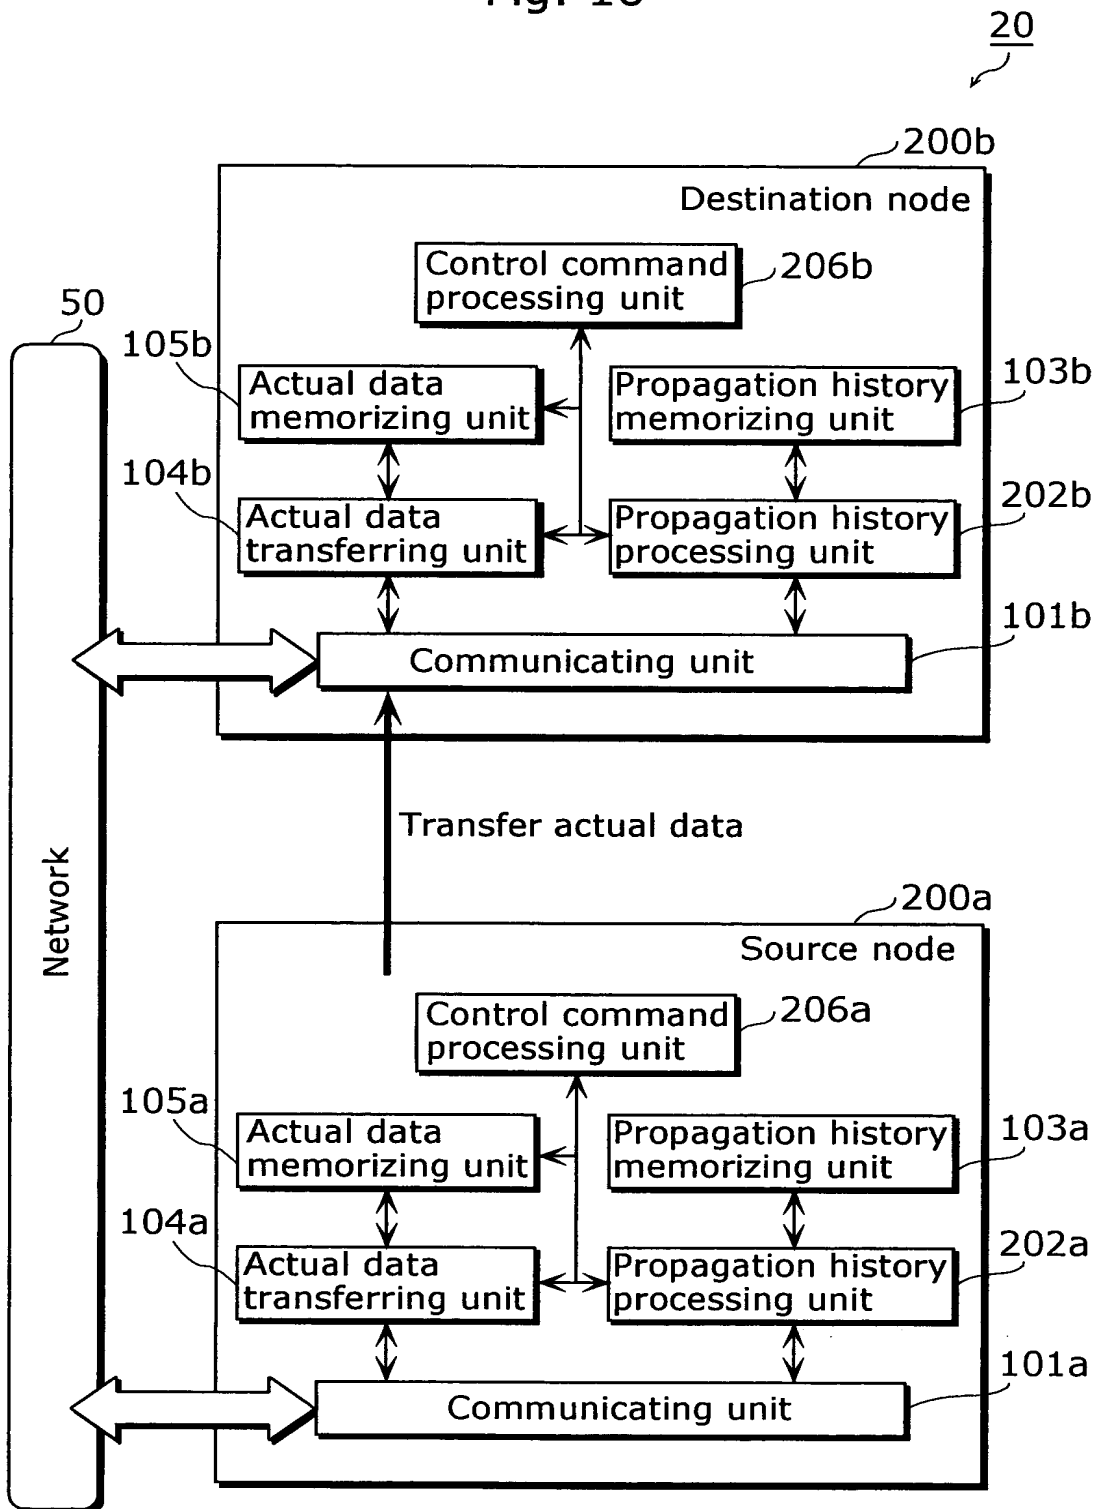 20
200b
Destination node
Control command
processing unit
206b
50
105b
Actual data
memorizing unit
Propagation history
memorizing unit
103b
104b
Actual data
transferring unit
Propagation history
processing unit
202b
Communicating unit
101b
Transfer actual data
Network
200a
Source node
Control command
processing unit
206a
105a
Actual data
memorizing unit
Propagation history
memorizing unit
103a
104a
Actual data
transferring unit
Propagation history
processing unit
202a
Communicating unit
101a